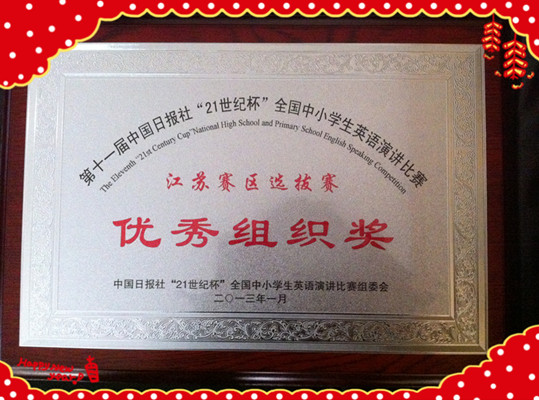 第十一届中国日报社“21世纪杯”全国中小学生英语演讲比赛
The Eleventh "21st Century Cup"National High School and Primary School English Speaking Competition
江苏赛区选拔赛
优秀组织奖
中国日报社“21世纪杯”全国中小学生英语演讲比赛组委会
二〇一三年一月
Happy New
Year